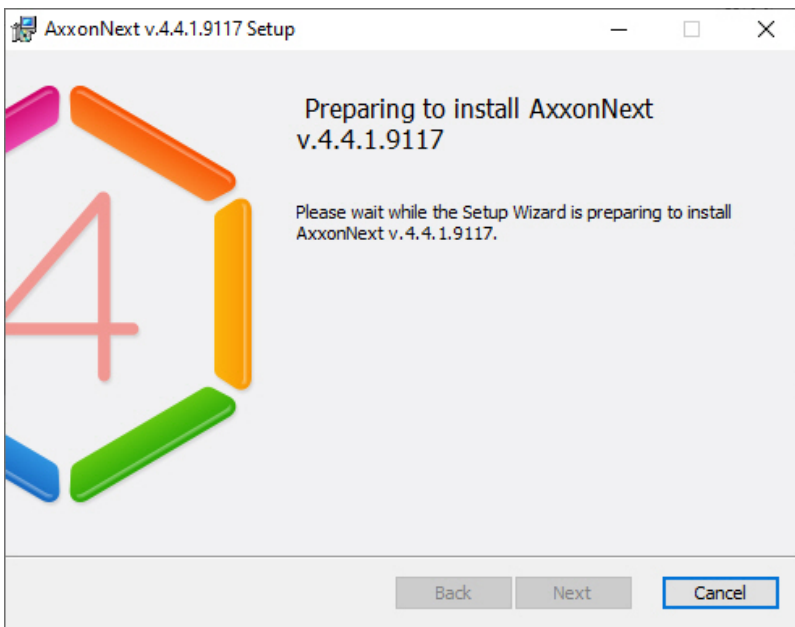 AxxonNext v.4.4.1.9117 Setup
Preparing to install AxxonNext
v.4.4.1.9117
Please wait while the Setup Wizard is preparing to install
AxxonNext v.4.4.1.9117.
4
Back Next Cancel